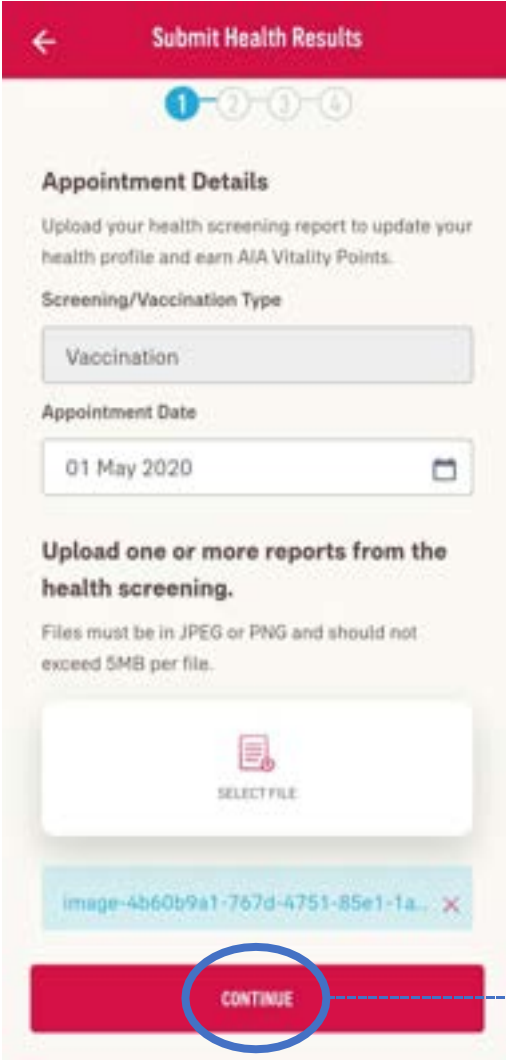 Submit Health Results
1 2 3 4
Appointment Details
Upload your health screening report to update your
health profile and earn AIA Vitality Points.
Screening/Vaccination Type
Vaccination
Appointment Date
01 May 2020
Upload one or more reports from the
health screening.
Files must be in JPEG or PNG and should not
exceed 5MB per file.
SELECT FILE
image-4b60b9a1-767d-4751-85e1-1a...
CONTINUE